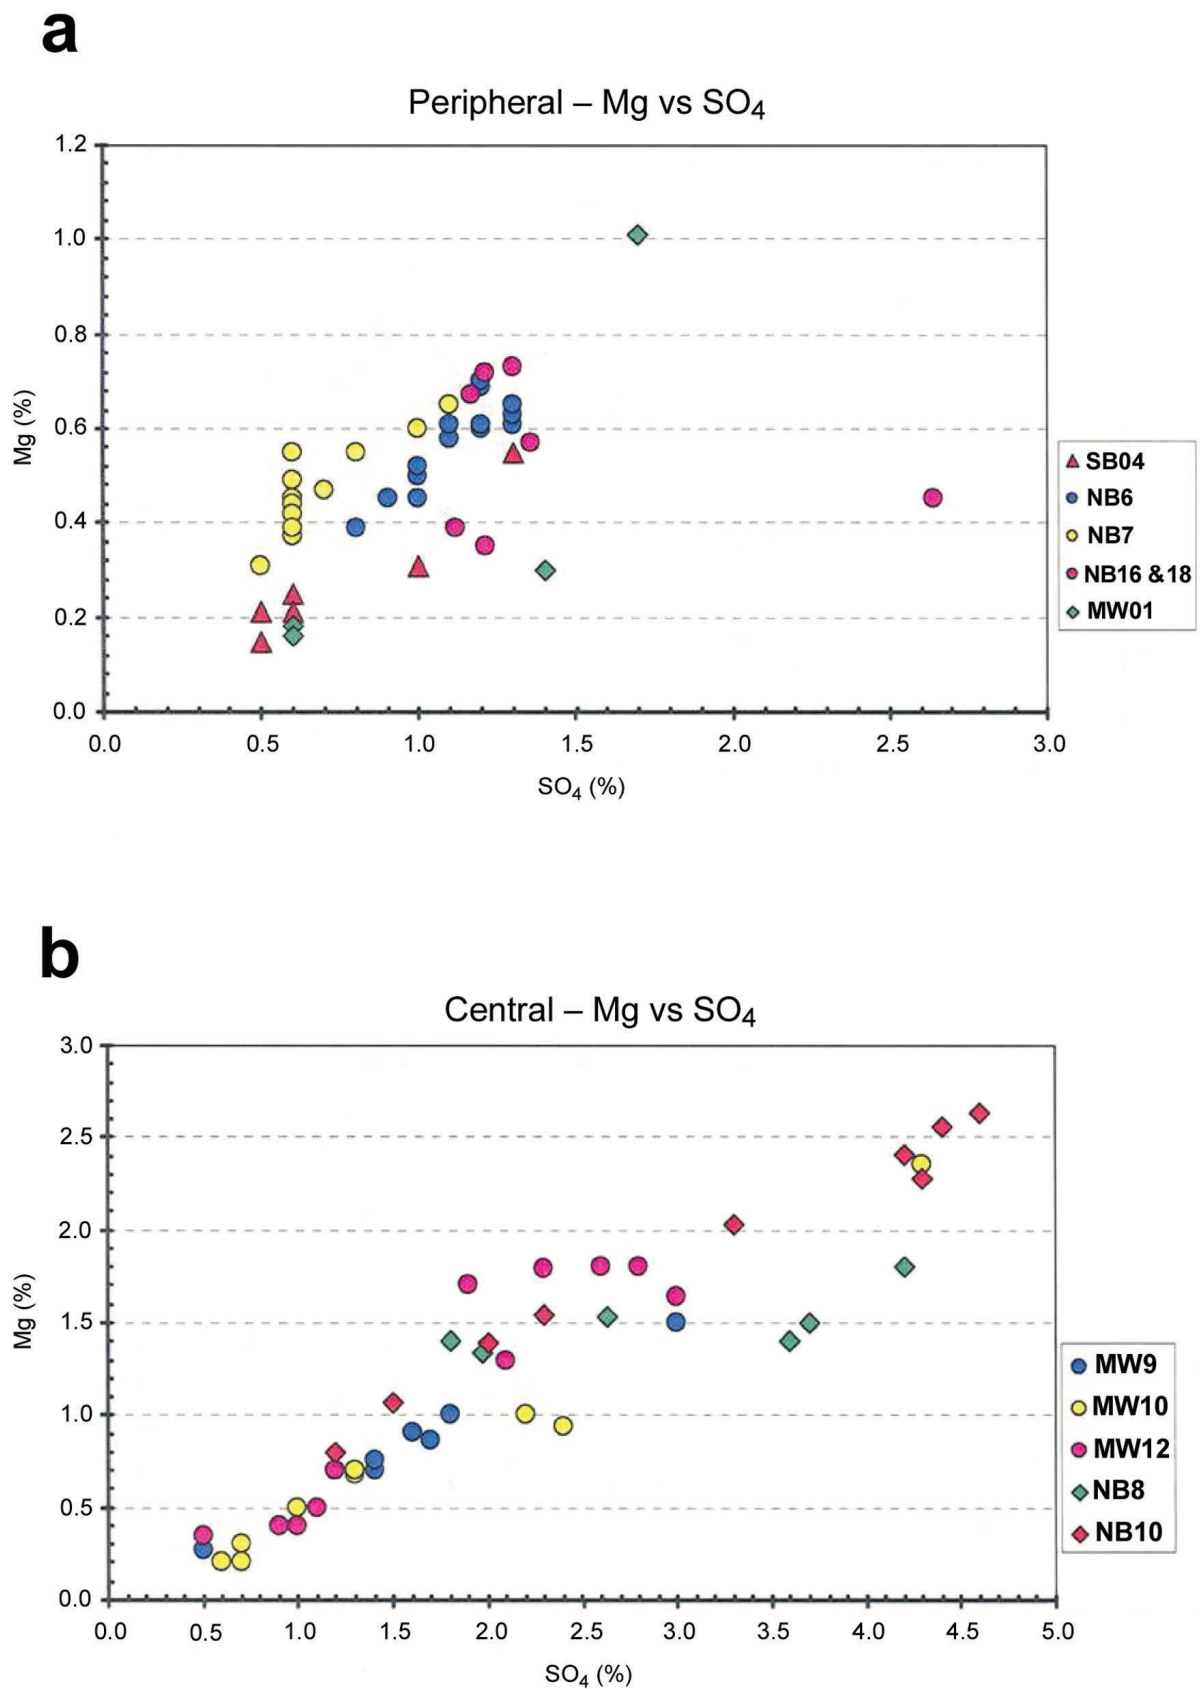 a
Peripheral – Mg vs SO4
1.2
1.0
0.8
0.6
0.4
0.2
0.0
Mg (%)
0.0 0.5 1.0 1.5 2.0 2.5 3.0
SO4 (%)
SB04
NB6
NB7
NB16 &18
MW01
b
Central – Mg vs SO4
3.0
2.5
2.0
1.5
1.0
0.5
0.0
Mg (%)
0.0 0.5 1.0 1.5 2.0 2.5 3.0 3.5 4.0 4.5 5.0
SO4 (%)
MW9
MW10
MW12
NB8
NB10